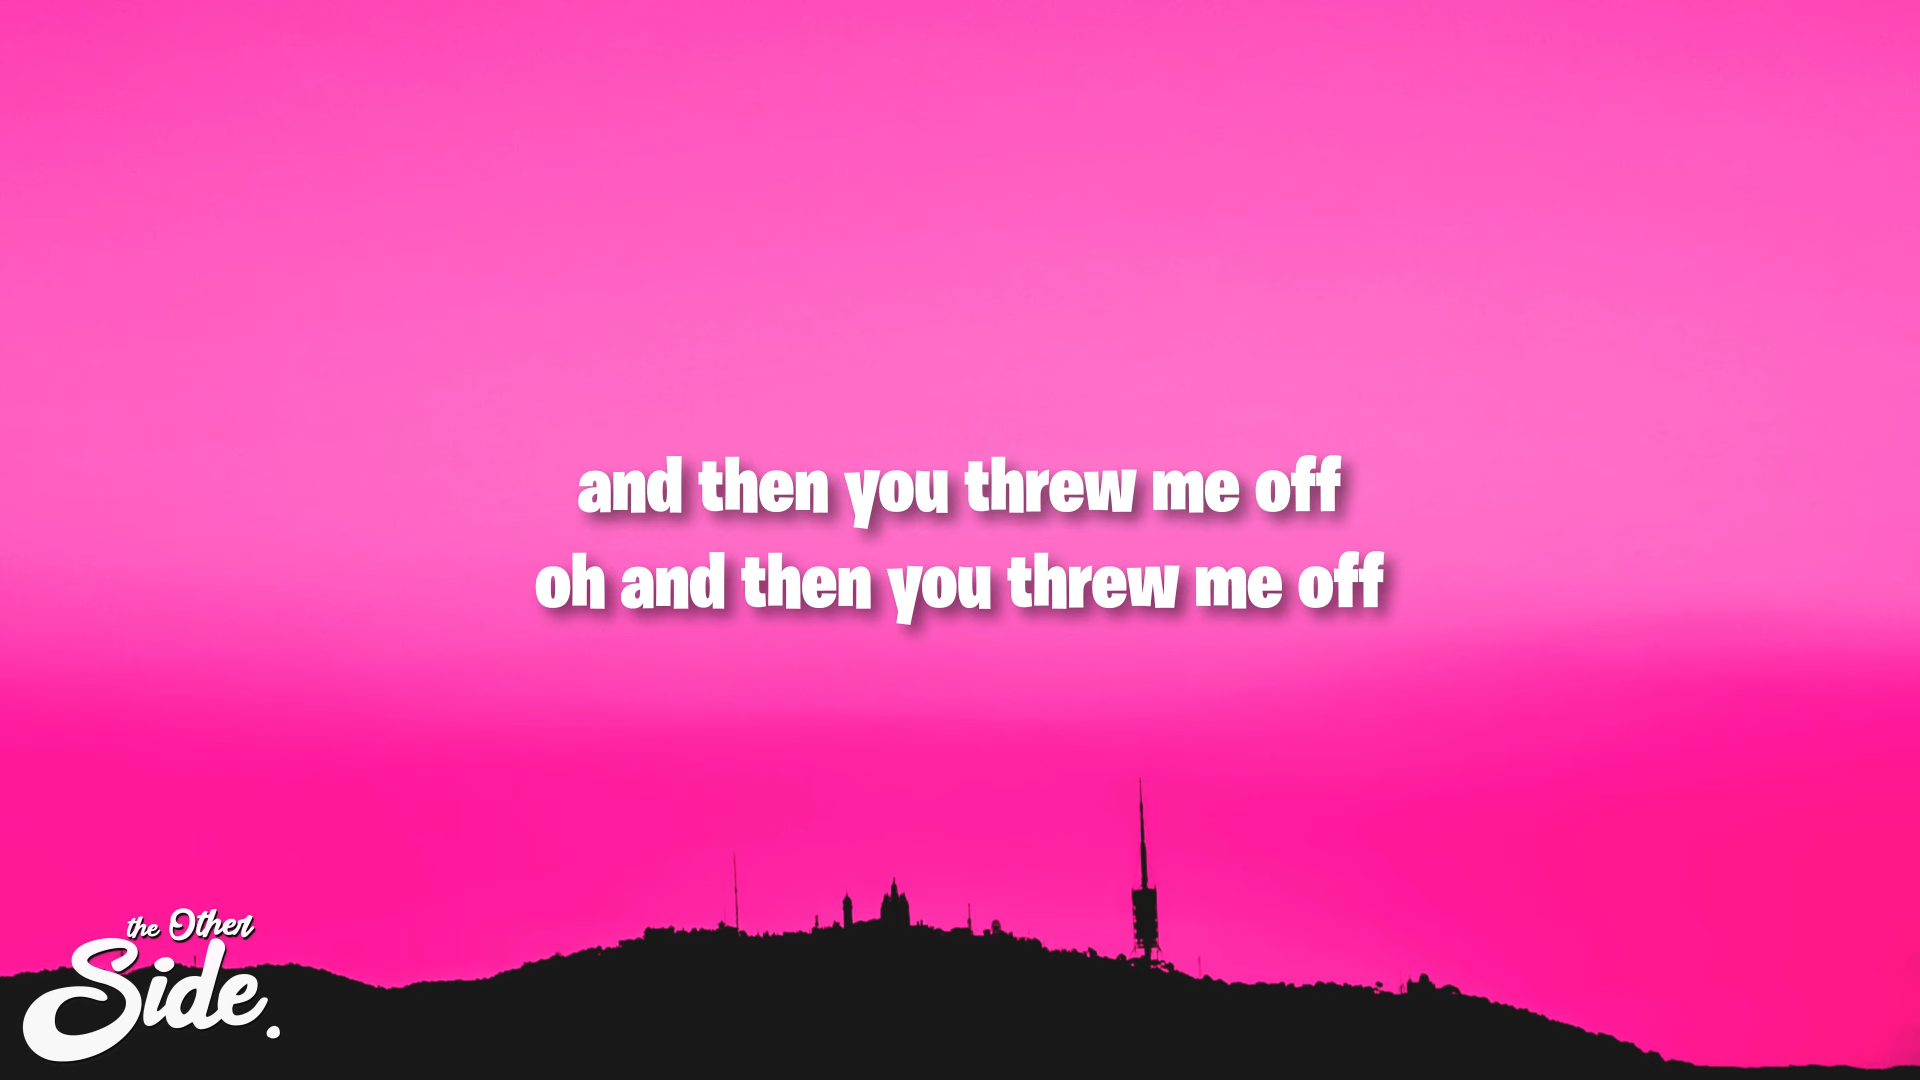 and then you threw me off
oh and then you threw me off
the Other
Side.